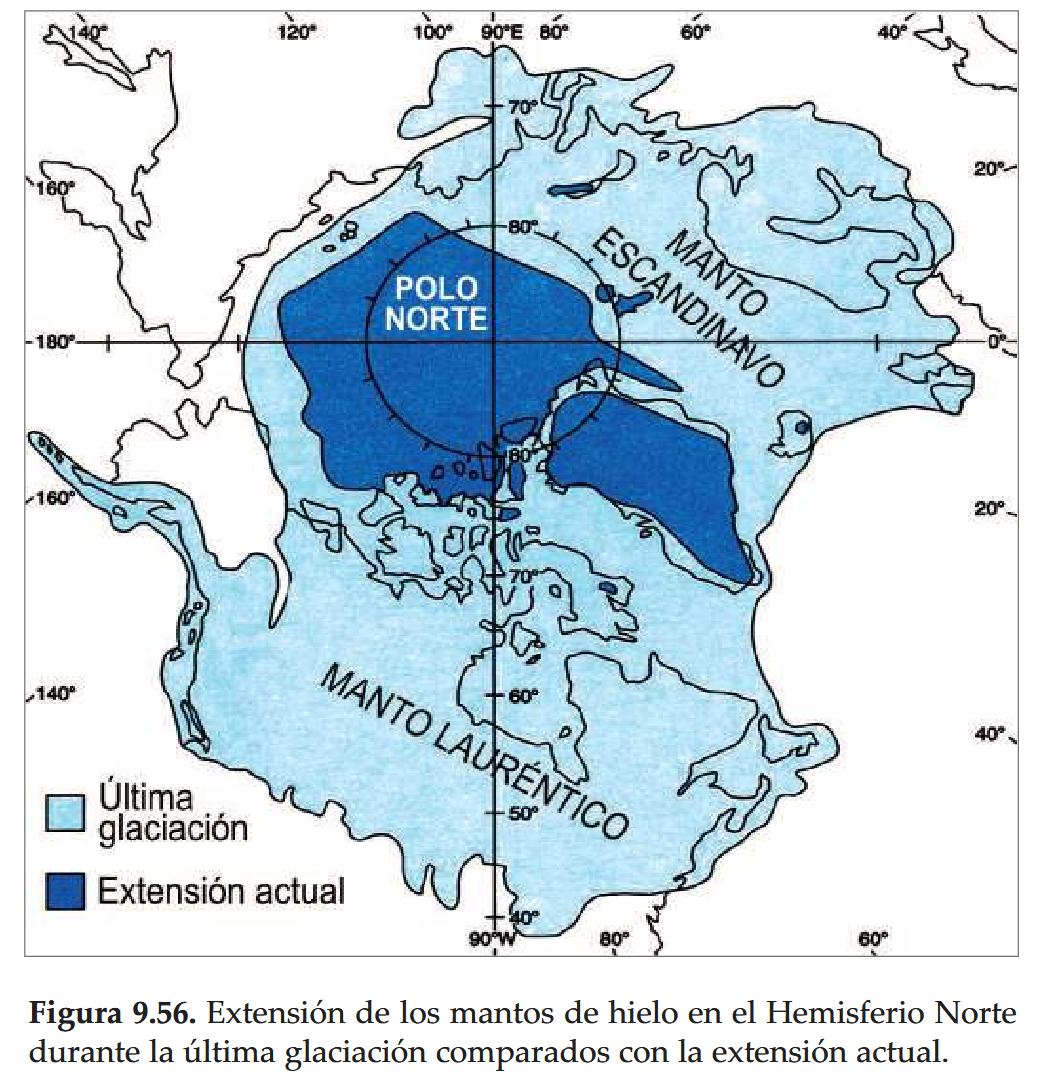 140° 120° 100° 90°E 80° 60° 40°
70°
20°
160°
80°
MANTO
ESCANDINAVO
POLO
NORTE
180° 0°
80°
160° 20°
70°
140° 60°
MANTO LAURÉNTICO
40°
Última
glaciación
50°
Extensión actual
40°
90°W 80° 60°
Figura 9.56. Extensión de los mantos de hielo en el Hemisferio Norte
durante la última glaciación comparados con la extensión actual.